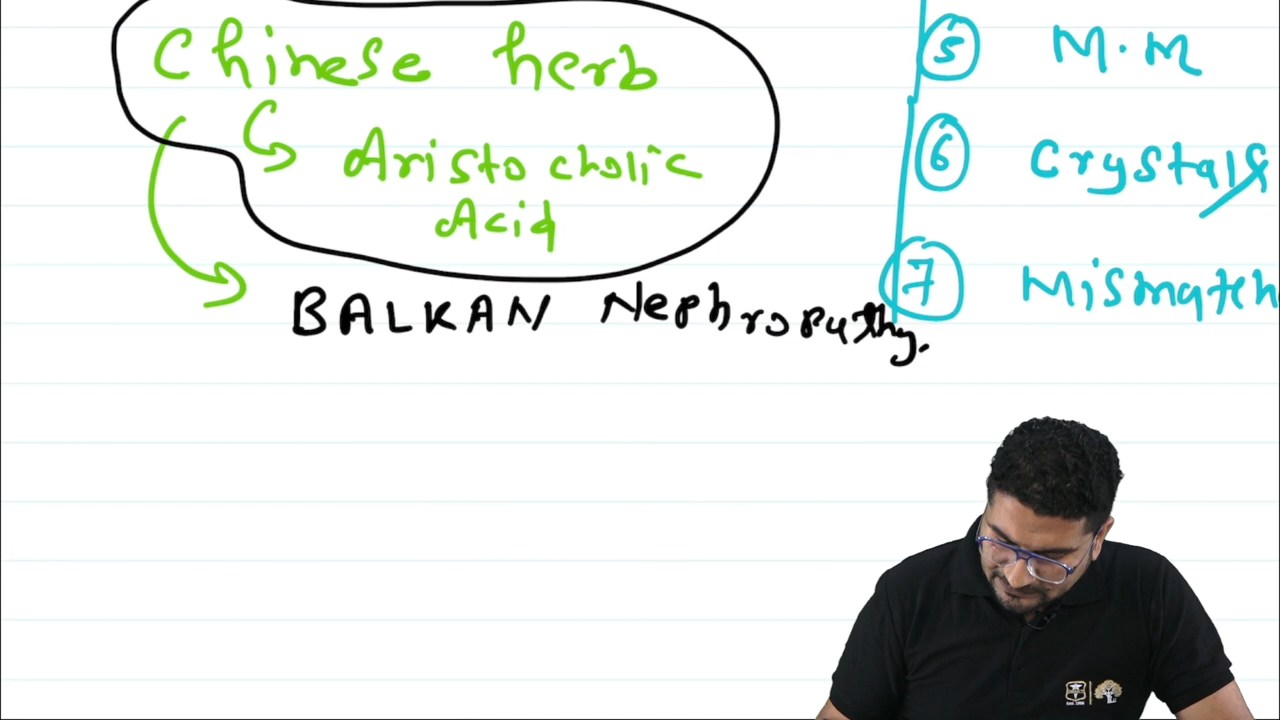 Chinese herb
Aristocholic
Acid
BALKAN Nephropathy.
5 M.M
6 Crystals
7 Mismatch